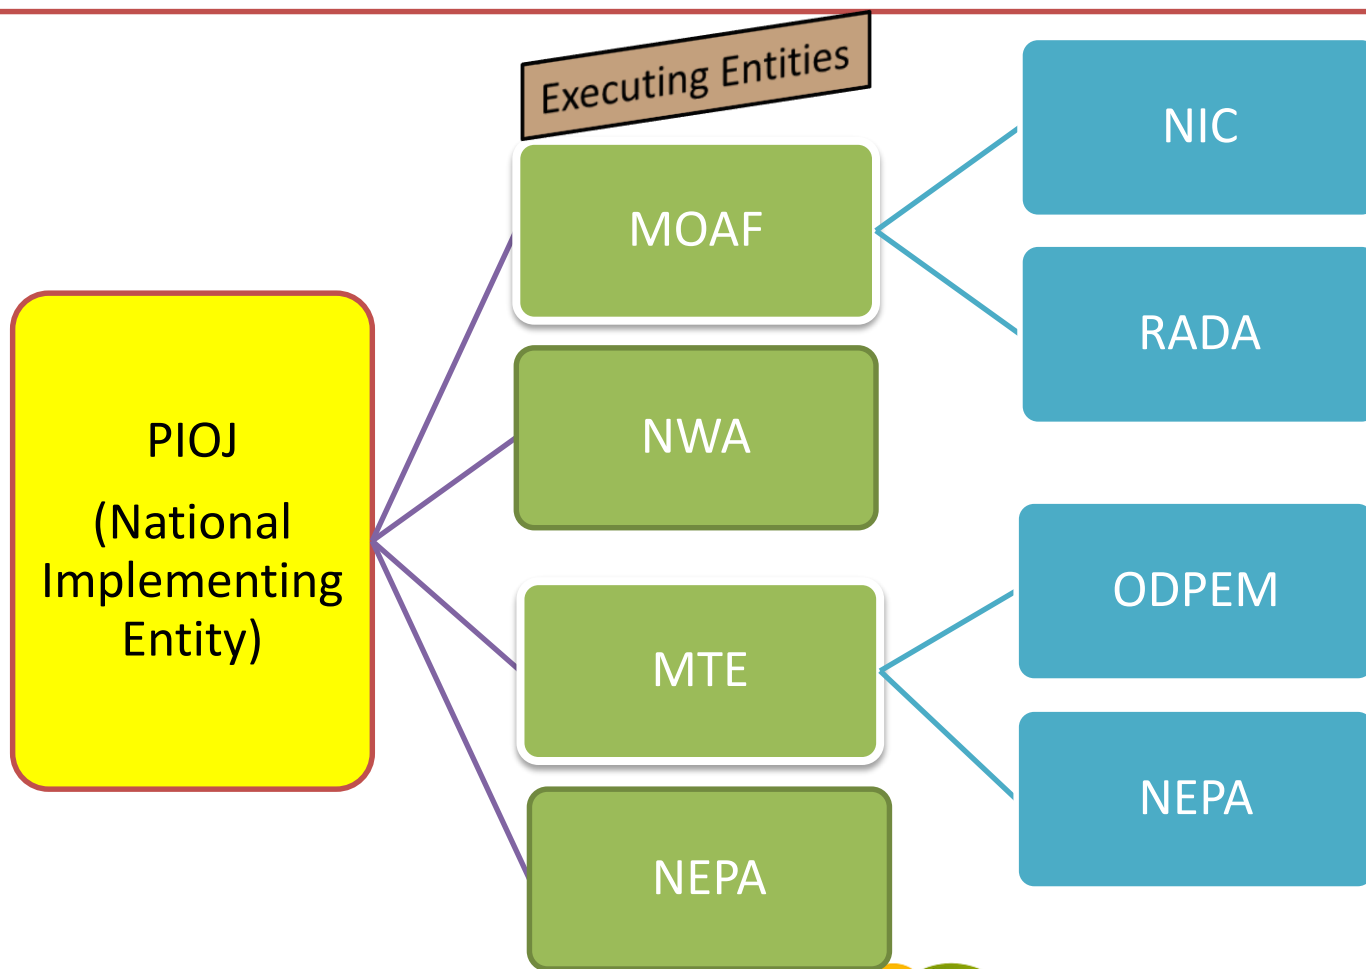 Executing Entities
PIOJ
(National
Implementing
Entity)
MOAF
NWA
MTE
NEPA
NIC
RADA
ODPEM
NEPA